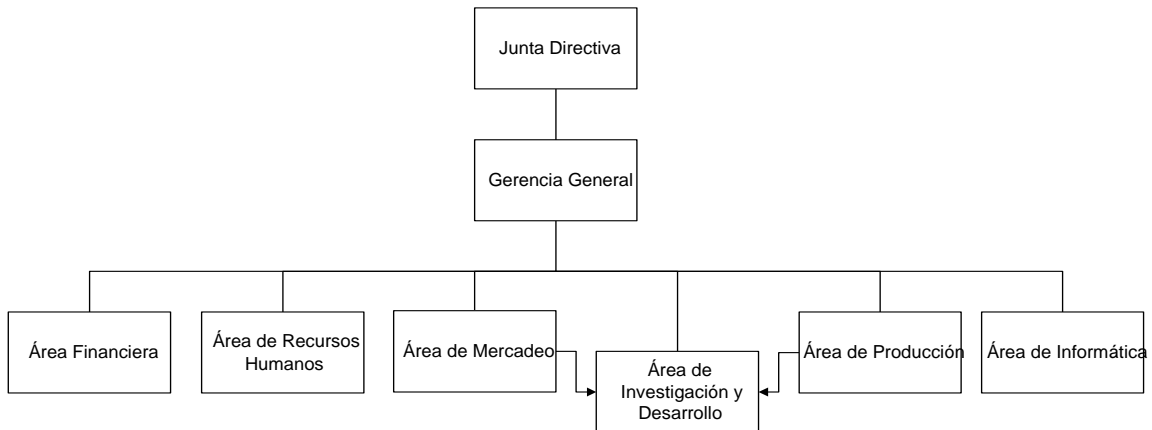 Junta Directiva
Gerencia General
Área Financiera
Área de Recursos
Humanos
Área de Mercadeo
Área de
Investigación y
Desarrollo
Área de Producción
Área de Informática